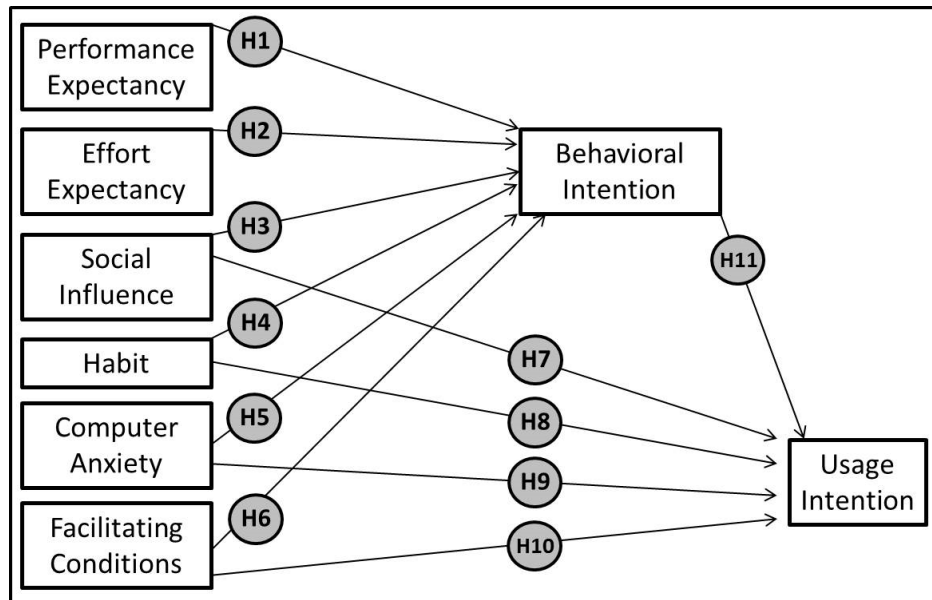 Performance
Expectancy
H1
Effort
Expectancy
H2
Behavioral
Intention
Social
Influence
H3
H11
Habit
H4
H7
Computer
Anxiety
H5
H8
Usage
Intention
H9
Facilitating
Conditions
H6
H10